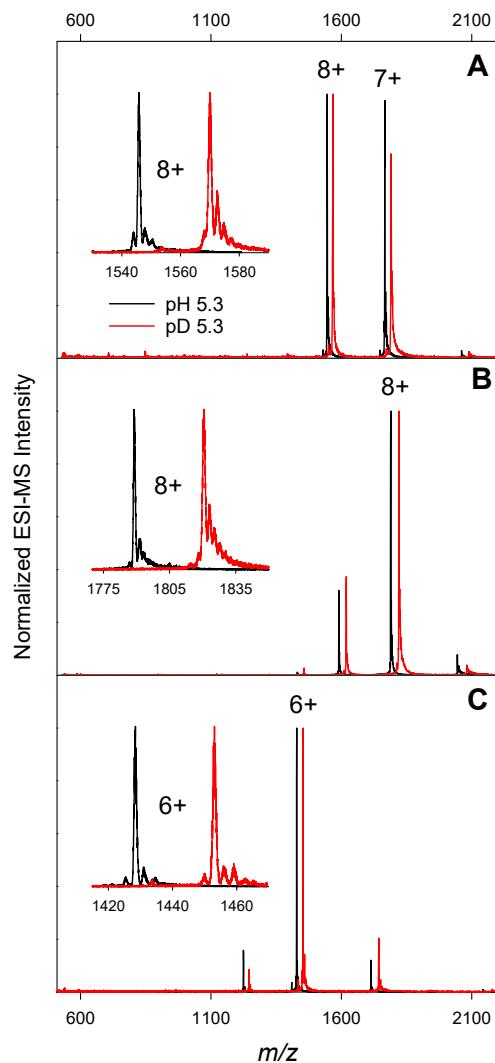 600 1100 1600 2100
A
8+ 7+
8+
1540 1560 1580
pH 5.3
pD 5.3
B
8+
8+
1775 1805 1835
Normalized ESI-MS Intensity
C
6+
6+
1420 1440 1460
600 1100 1600 2100
m/z